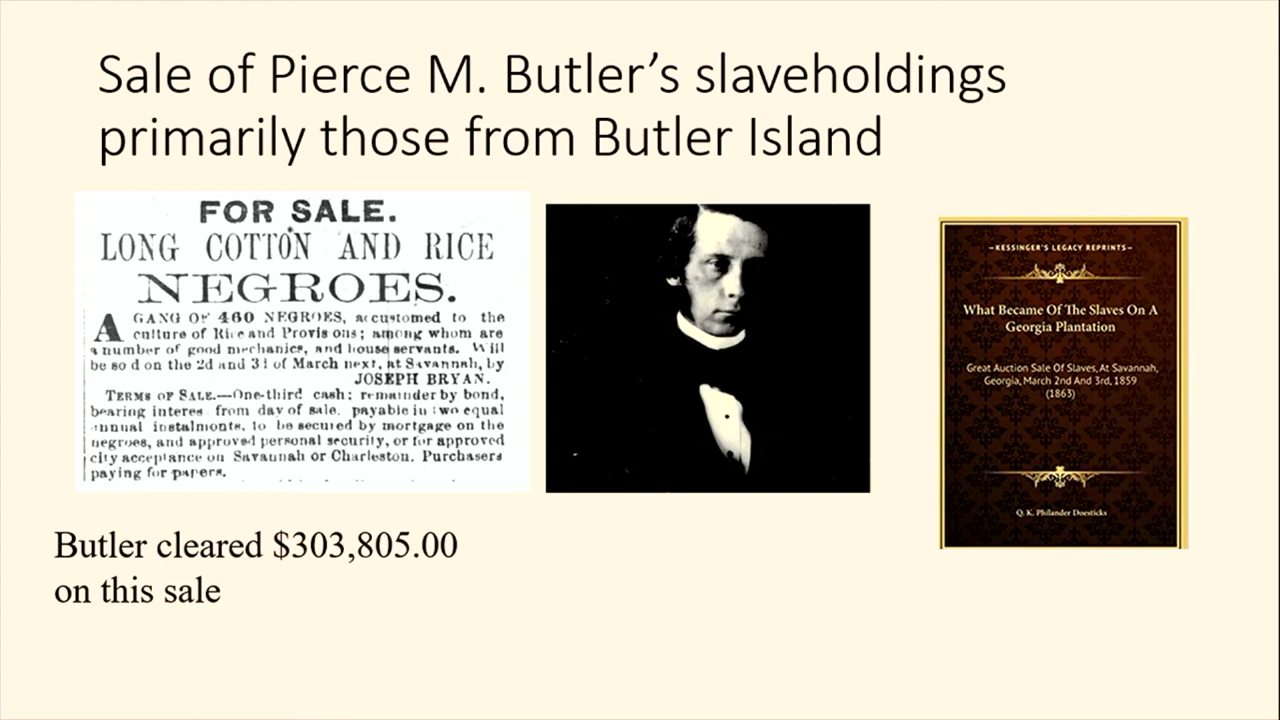 Sale of Pierce M. Butler’s slaveholdings
primarily those from Butler Island
FOR SALE.
LONG COTTON AND RICE
NEGROES.
A GANG OF 460 NEGROES, accustomed to the
culture of Rice and Provisions; among whom are
a number of good mechanics, and house servants. Will
be sold on the 2d and 3d of March next, at Savannah, by
JOSEPH BRYAN.
TERMS OF SALE.—One-third cash; remainder by bond,
bearing interest from day of sale, payable in two equal
annual instalments, to be secured by mortgage on the
negroes, and approved personal security, or for approved
city acceptance on Savannah or Charleston. Purchasers
paying for papers.
Butler cleared $303,805.00
on this sale
–KESSINGER'S LEGACY REPRINTS–
What Became Of The Slaves On A
Georgia Plantation
Great Auction Sale Of Slaves, At Savannah,
Georgia, March 2nd And 3rd, 1859
(1863)
Q. K. Philander Doesticks